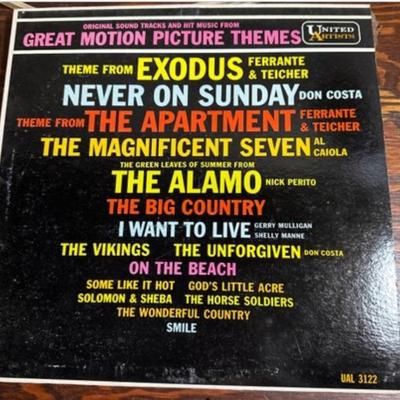 ORIGINAL SOUND TRACKS AND HIT MUSIC FROM
GREAT MOTION PICTURE THEMES
UNITED ARTISTS
THEME FROM EXODUS FERRANTE & TEICHER
NEVER ON SUNDAY DON COSTA
THEME FROM THE APARTMENT FERRANTE & TEICHER
THE MAGNIFICENT SEVEN AL CAIOLA
THE GREEN LEAVES OF SUMMER FROM
THE ALAMO NICK PERITO
THE BIG COUNTRY
I WANT TO LIVE GERRY MULLIGAN SHELLY MANNE
THE VIKINGS THE UNFORGIVEN DON COSTA
ON THE BEACH
SOME LIKE IT HOT GOD'S LITTLE ACRE
SOLOMON & SHEBA THE HORSE SOLDIERS
THE WONDERFUL COUNTRY
SMILE
UAL 3122